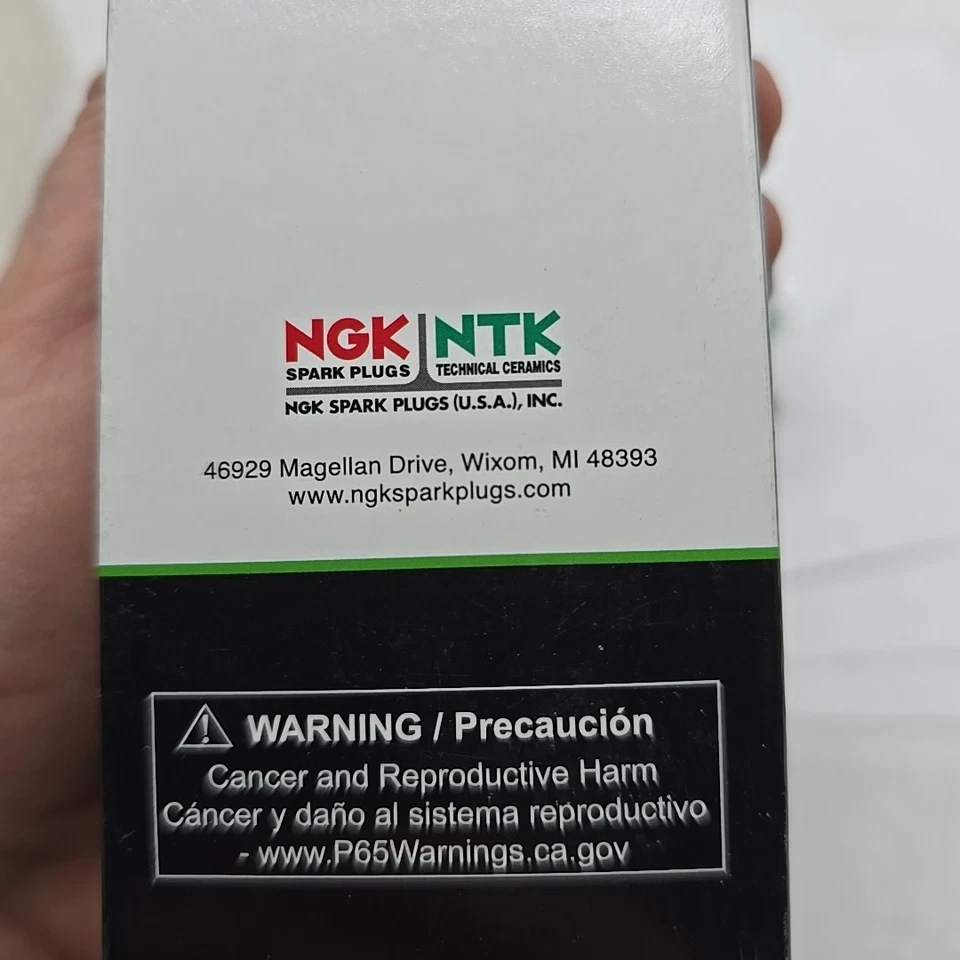 NGK NTK
SPARK PLUGS TECHNICAL CERAMICS
NGK SPARK PLUGS (U.S.A.), INC.
46929 Magellan Drive, Wixom, MI 48393
www.ngksparkplugs.com
WARNING / Precaución
Cancer and Reproductive Harm
Cáncer y daño al sistema reproductivo
- www.P65Warnings.ca.gov